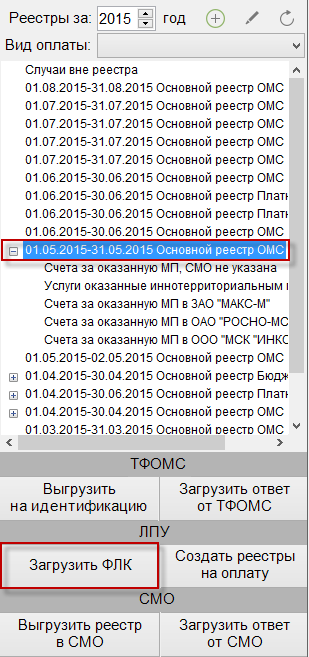 Реестры за: 2015 год
Вид оплаты:
Случаи вне реестра
01.08.2015-31.08.2015 Основной реестр ОМС
01.07.2015-31.07.2015 Основной реестр ОМС
01.07.2015-31.07.2015 Основной реестр ОМС
01.07.2015-31.07.2015 Основной реестр ОМС
01.07.2015-31.07.2015 Основной реестр ОМС
01.06.2015-30.06.2015 Основной реестр ОМС
01.06.2015-30.06.2015 Основной реестр Платн
01.06.2015-30.06.2015 Основной реестр Платн
01.06.2015-30.06.2015 Основной реестр ОМС
01.05.2015-31.05.2015 Основной реестр ОМС
Счета за оказанную МП, СМО не указана
Услуги оказанные иннотерриториальным
Счета за оказанную МП в ЗАО "МАКС-М"
Счета за оказанную МП в ОАО "РОСНО-МС
Счета за оказанную МП в ООО "МСК "ИНКО
01.05.2015-02.05.2015 Основной реестр ОМС
01.04.2015-30.04.2015 Основной реестр Бюдж
01.04.2015-30.06.2015 Основной реестр Платн
01.04.2015-30.04.2015 Основной реестр ОМС
01.03.2015-31.03.2015 Основной реестр ОМС
ТФОМС
Выгрузить на идентификацию
Загрузить ответ от ТФОМС
ЛПУ
Загрузить ФЛК
Создать реестры на оплату
СМО
Выгрузить реестр в СМО
Загрузить ответ от СМО